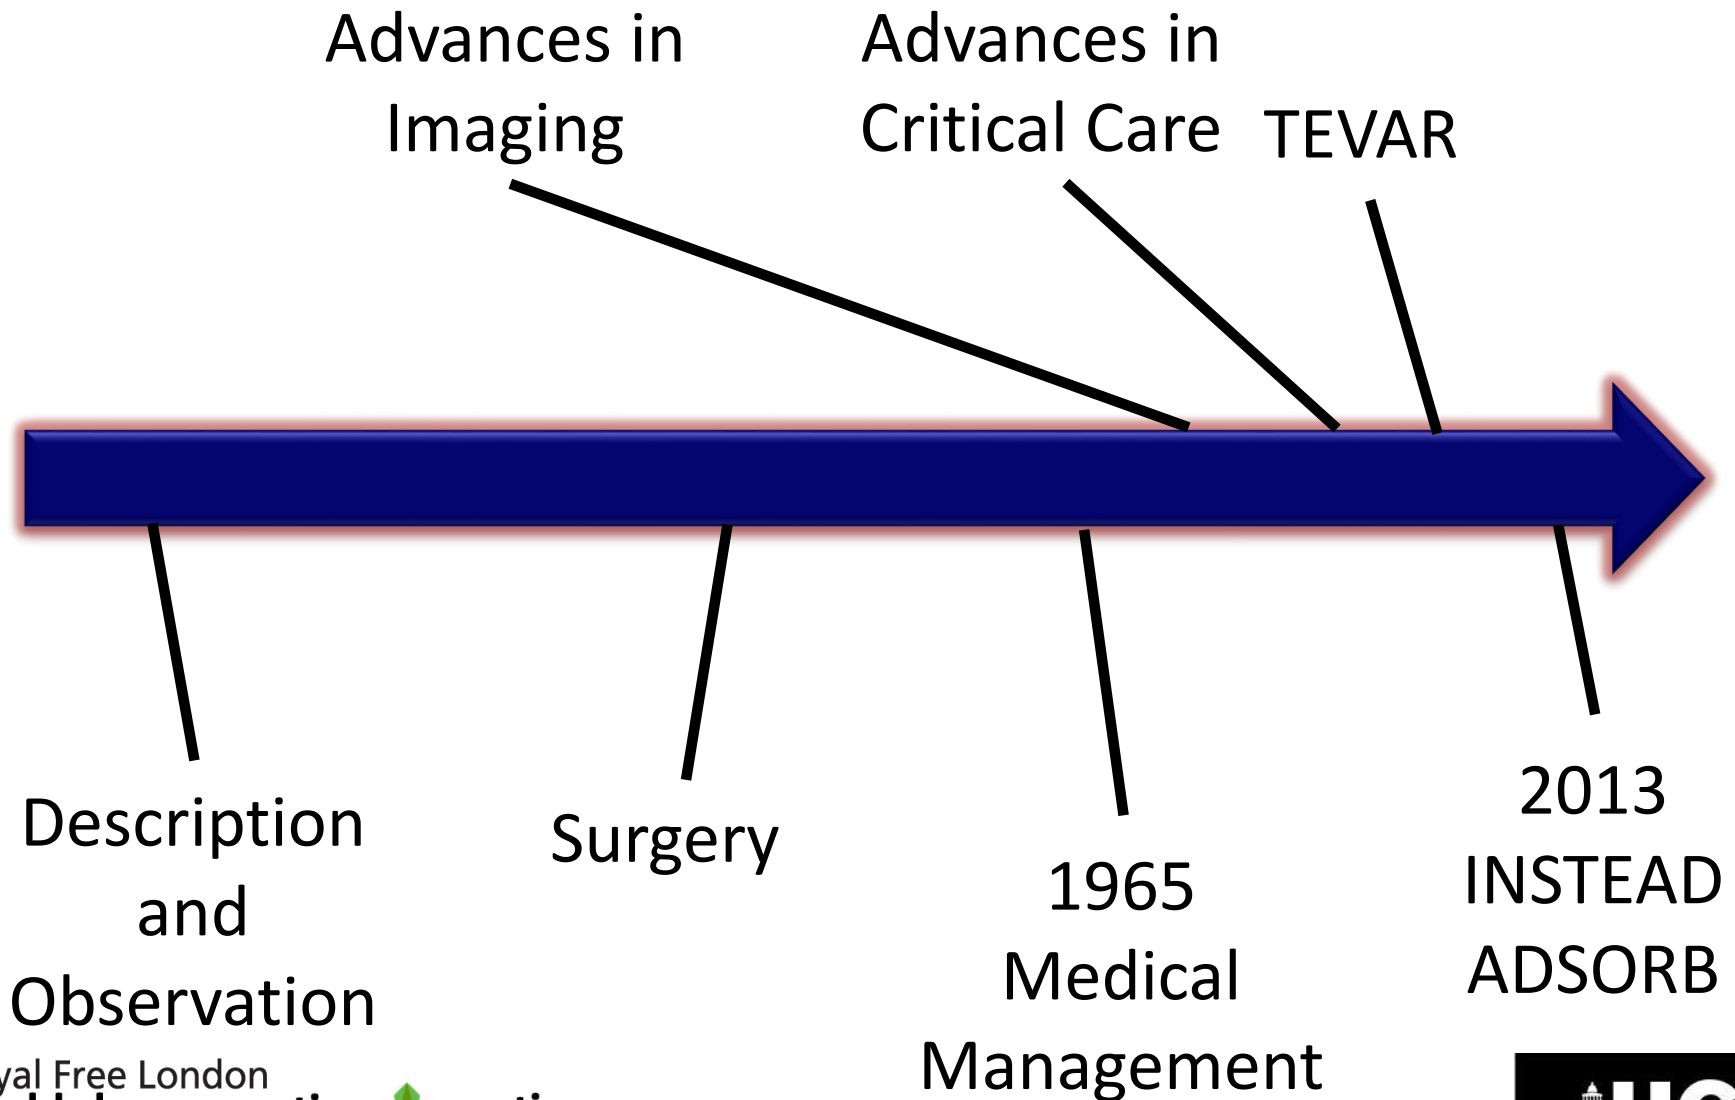 Advances in
Imaging
Advances in
Critical Care
TEVAR
Description
and
Observation
Surgery
1965
Medical
Management
2013
INSTEAD
ADSORB
Free London